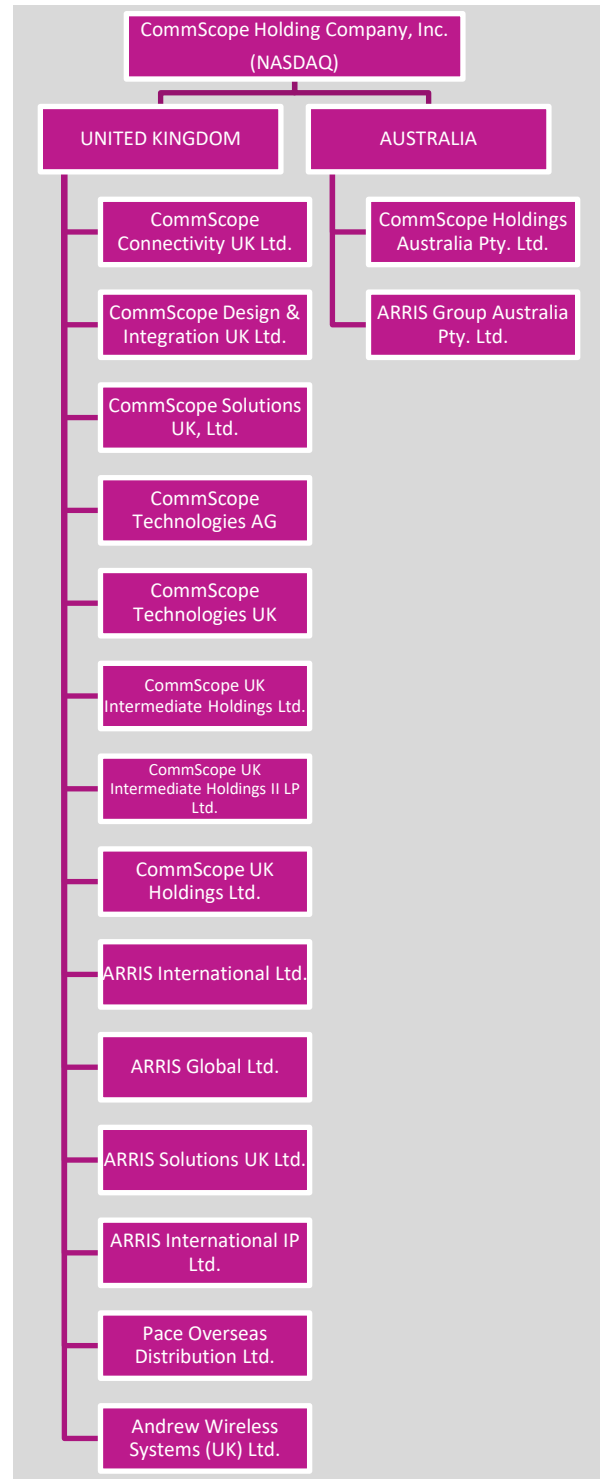 CommScope Holding Company, Inc.
(NASDAQ)
UNITED KINGDOM
AUSTRALIA
CommScope
Connectivity UK Ltd.
CommScope Design &
Integration UK Ltd.
CommScope Solutions
UK, Ltd.
CommScope
Technologies AG
CommScope
Technologies UK
CommScope UK
Intermediate Holdings Ltd.
CommScope UK
Intermediate Holdings II LP
Ltd.
CommScope UK
Holdings Ltd.
ARRIS International Ltd.
ARRIS Global Ltd.
ARRIS Solutions UK Ltd.
ARRIS International IP
Ltd.
Pace Overseas
Distribution Ltd.
Andrew Wireless
Systems (UK) Ltd.
CommScope Holdings
Australia Pty. Ltd.
ARRIS Group Australia
Pty. Ltd.